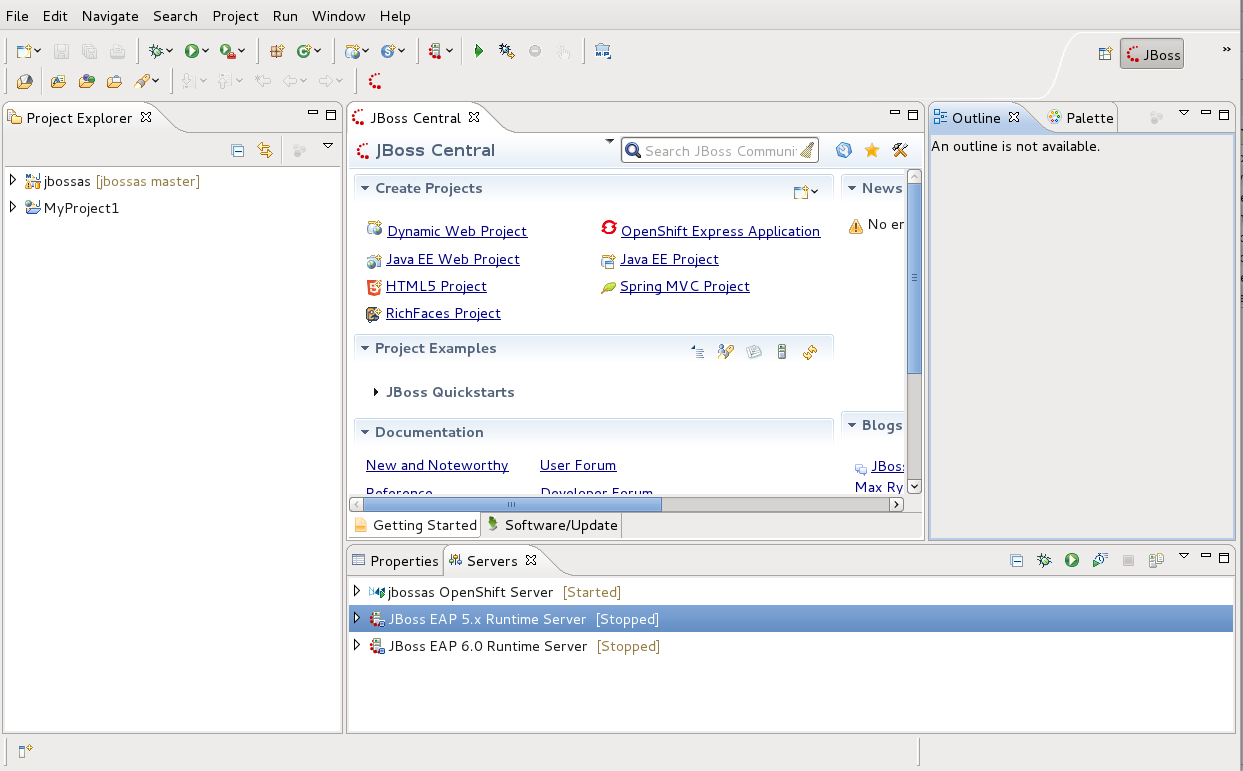 File Edit Navigate Search Project Run Window Help
JBoss
Project Explorer
jbossas [jbossas master]
MyProject1
JBoss Central
JBoss Central
Search JBoss Communi
Create Projects
Dynamic Web Project
OpenShift Express Application
Java EE Web Project
Java EE Project
HTML5 Project
Spring MVC Project
RichFaces Project
Project Examples
JBoss Quickstarts
Documentation
New and Noteworthy
User Forum
Reference
Developer Forum
News
No er
Blogs
JBos
Max Ry
Getting Started
Software/Update
Outline
Palette
An outline is not available.
Properties
Servers
jbossas OpenShift Server [Started]
JBoss EAP 5.x Runtime Server [Stopped]
JBoss EAP 6.0 Runtime Server [Stopped]